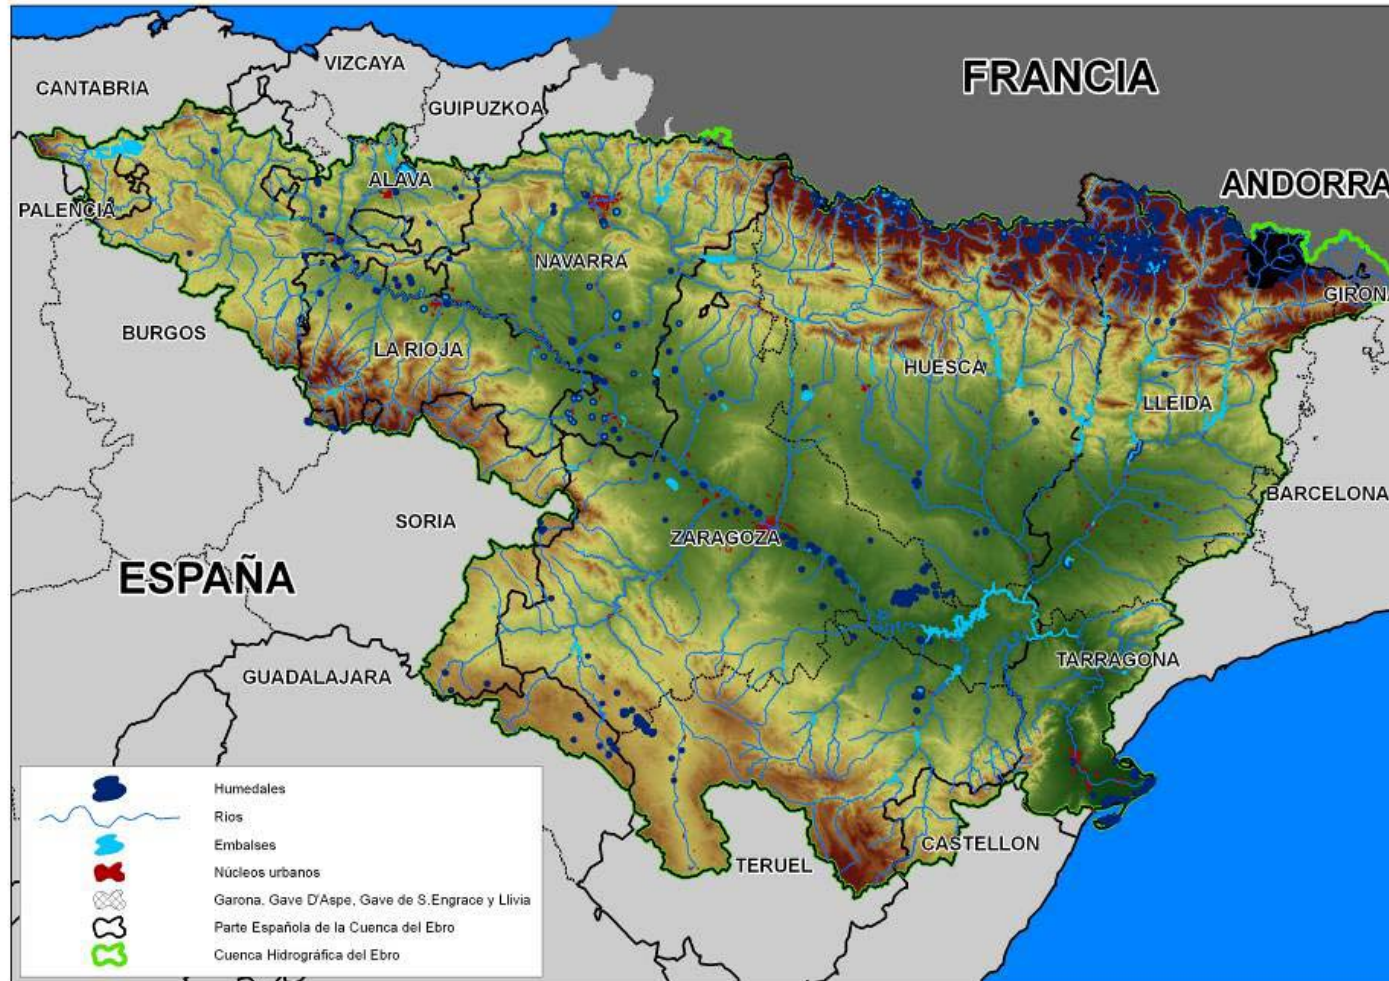 VIZCAYA
FRANCIA
CANTABRIA
GUIPUZKOA
ALAVA
ANDORRA
PALENCIA
NAVARRA
GIRON
BURGOS
LA RIOJA
HUESCA
LLEIDA
BARCELONA
SORIA
ZARAGOZA
ESPAÑA
TARRAGONA
GUADALAJARA
CASTELLON
TERUEL
Humedales
Rios
Embalses
Núcleos urbanos
Garona, Gave D'Aspe, Gave de S.Engrace y Llivia
Parte Española de la Cuenca del Ebro
Cuenca Hidrográfica del Ebro